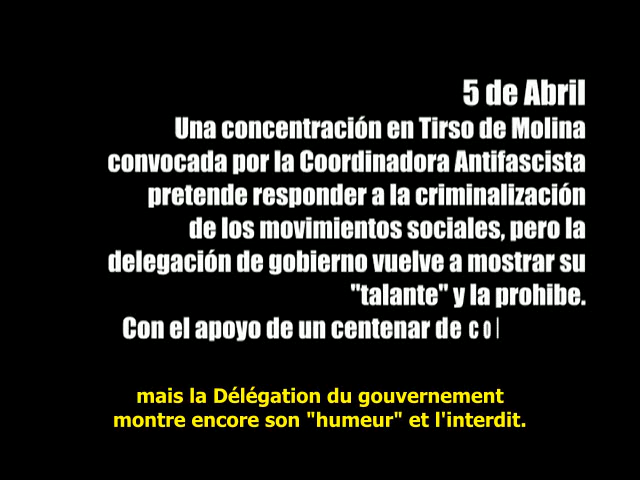 5 de Abril
Una concentración en Tirso de Molina
convocada por la Coordinadora Antifascista
pretende responder a la criminalización
de los movimientos sociales, pero la
delegación de gobierno vuelve a mostrar su
"talante" y la prohibe.
Con el apoyo de un centenar de
mais la Délégation du gouvernement
montre encore son "humeur" et l'interdit.